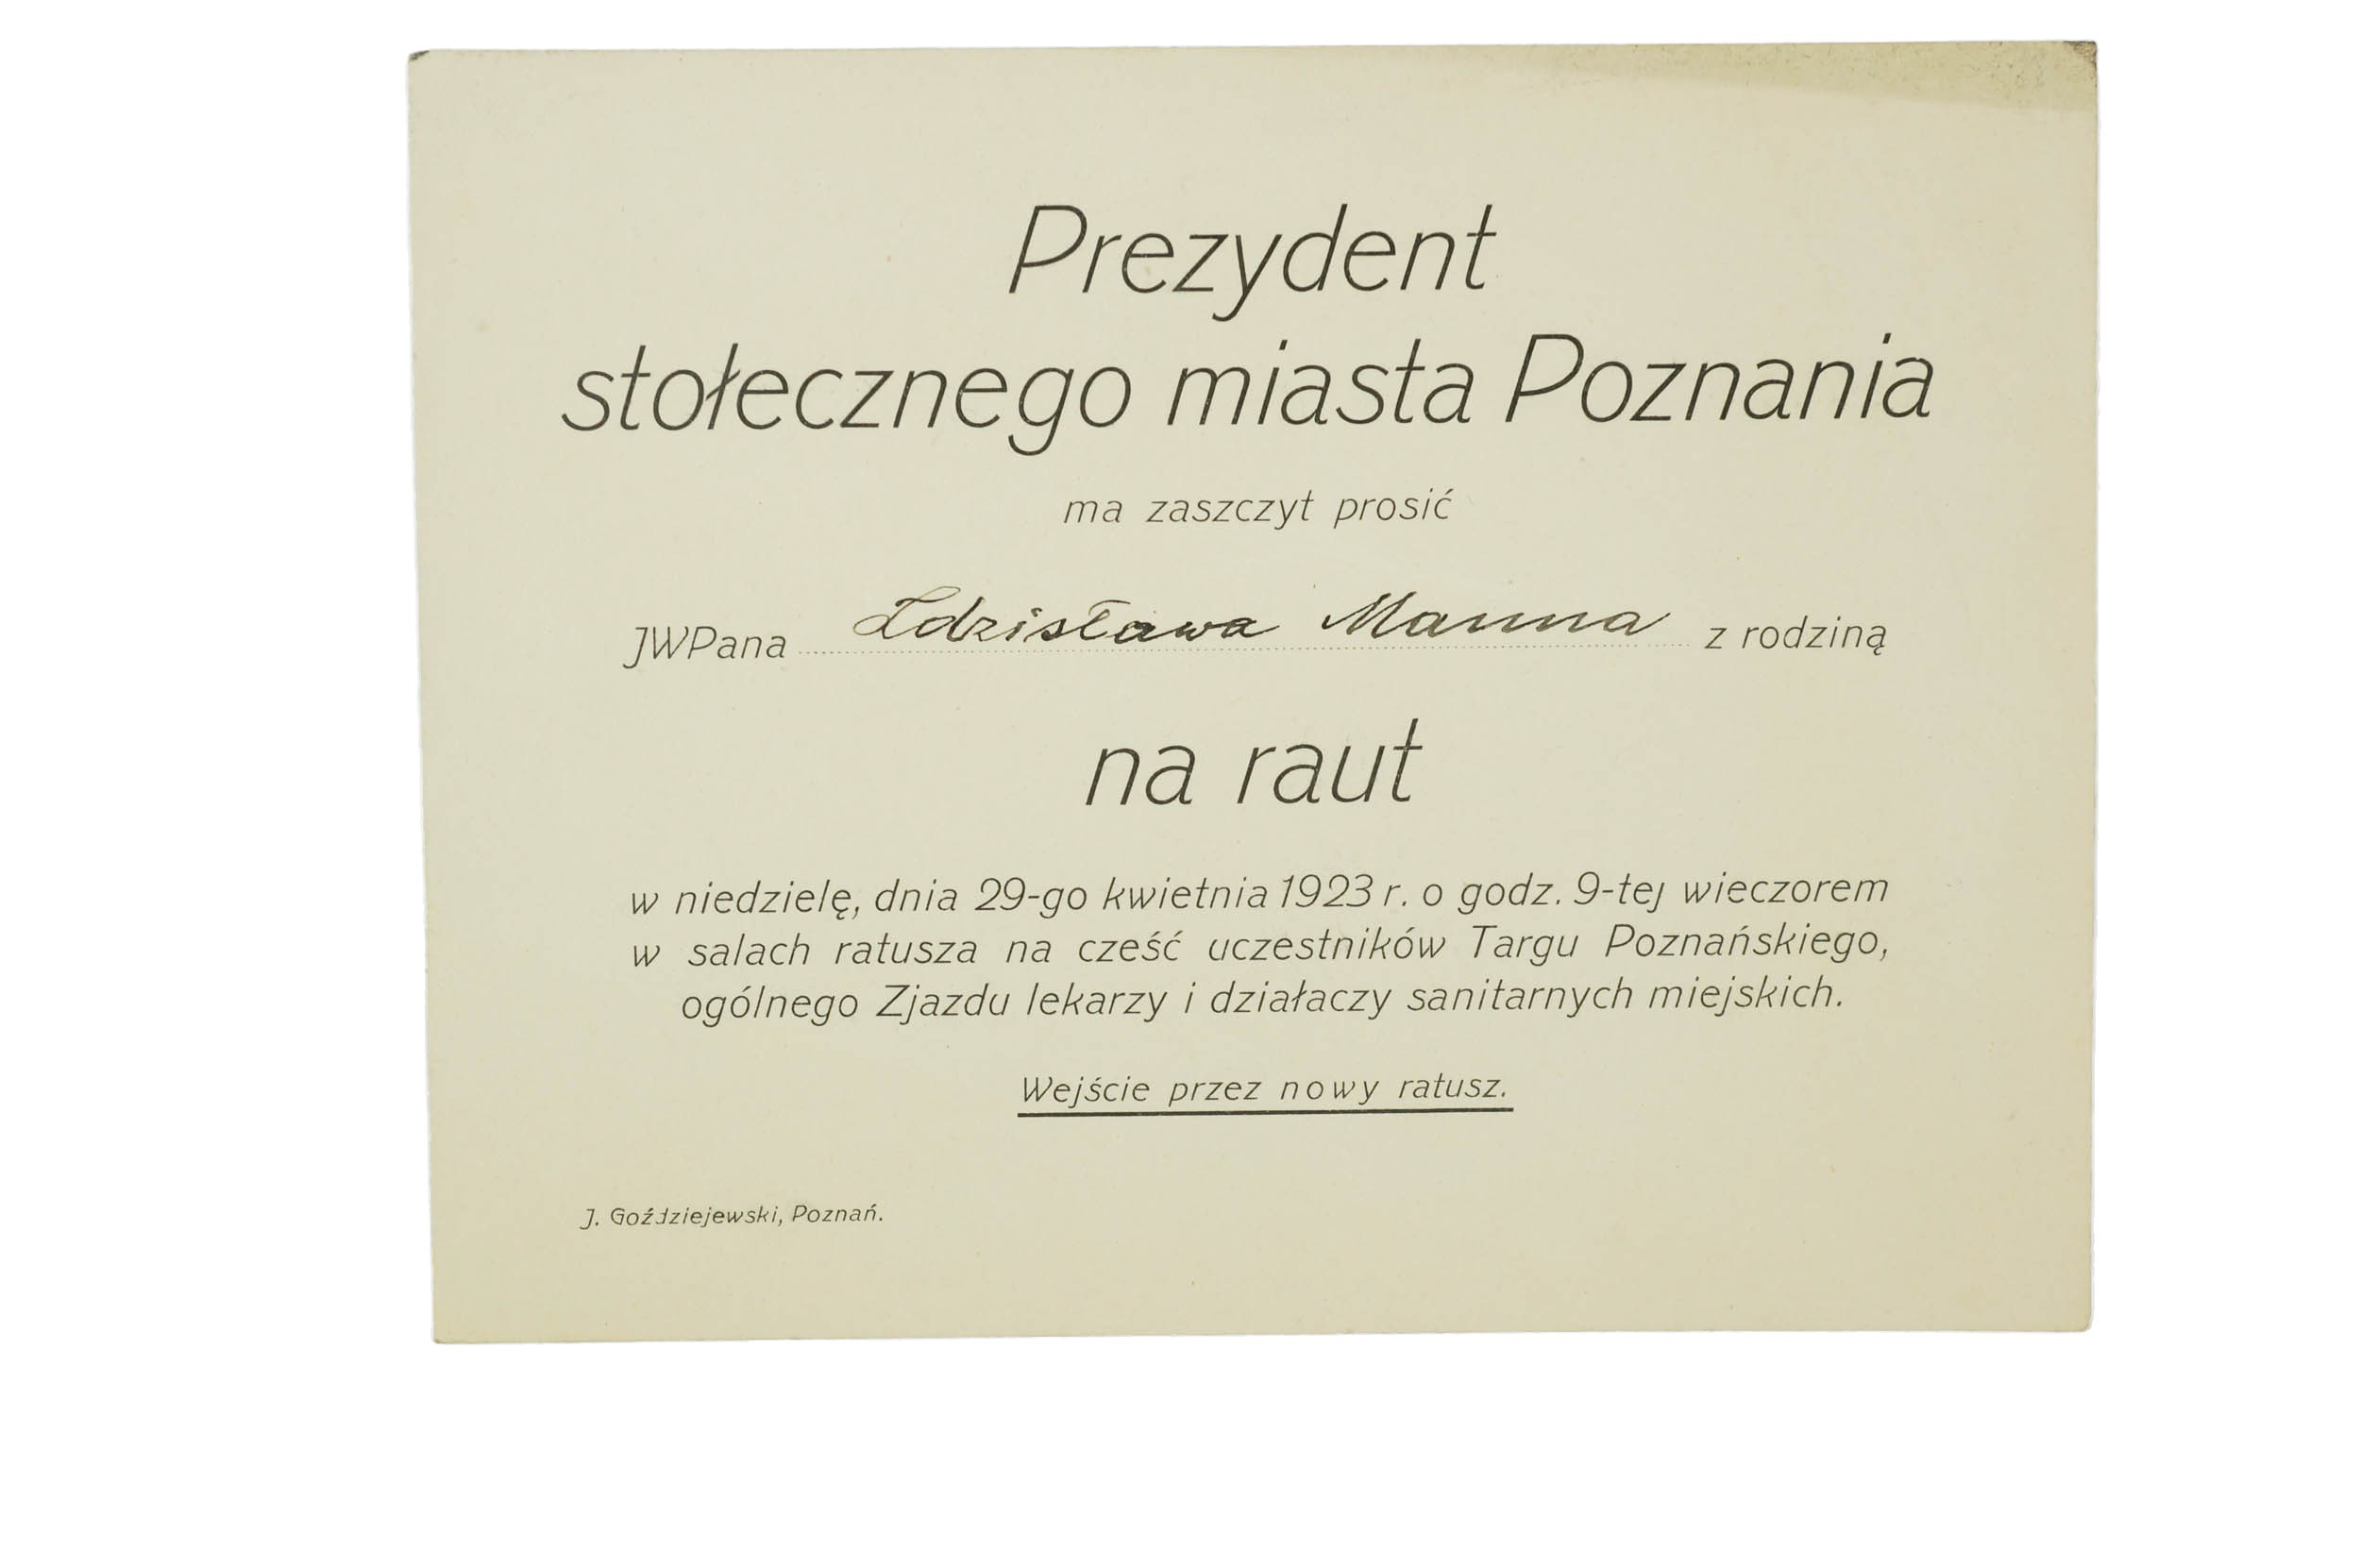 Prezydent
stołecznego miasta Poznania
ma zaszczyt prosić
JWPana Zdzisława Manna z rodziną
na raut
w niedzielę, dnia 29-go kwietnia 1923 r. o godz. 9-tej wieczorem
w salach ratusza na cześć uczestników Targu Poznańskiego,
ogólnego Zjazdu lekarzy i działaczy sanitarnych miejskich.
Wejście przez nowy ratusz.
J. Goździejewski, Poznań.